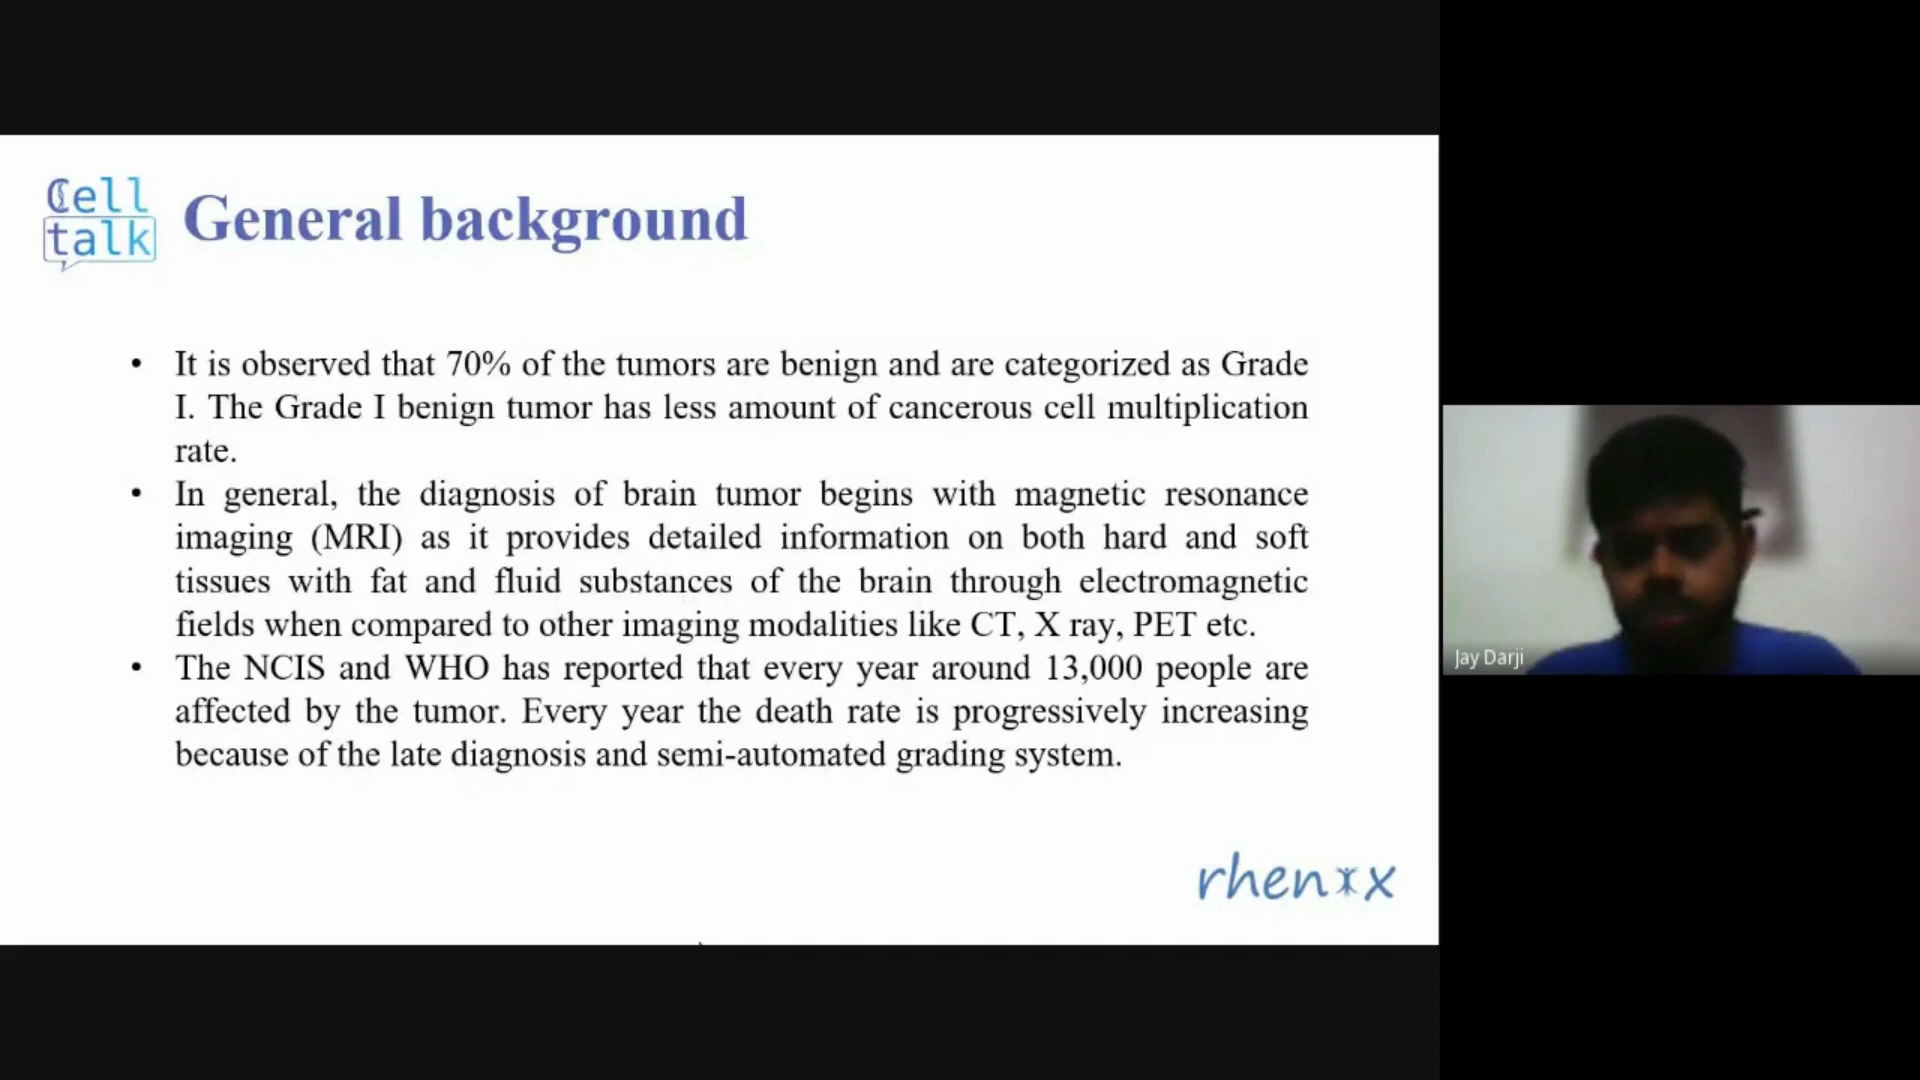 Cell
talk
General background
• It is observed that 70% of the tumors are benign and are categorized as Grade
I. The Grade I benign tumor has less amount of cancerous cell multiplication
rate.
• In general, the diagnosis of brain tumor begins with magnetic resonance
imaging (MRI) as it provides detailed information on both hard and soft
tissues with fat and fluid substances of the brain through electromagnetic
fields when compared to other imaging modalities like CT, X ray, PET etc.
• The NCIS and WHO has reported that every year around 13,000 people are
affected by the tumor. Every year the death rate is progressively increasing
because of the late diagnosis and semi-automated grading system.
rhenix
Jay Darji